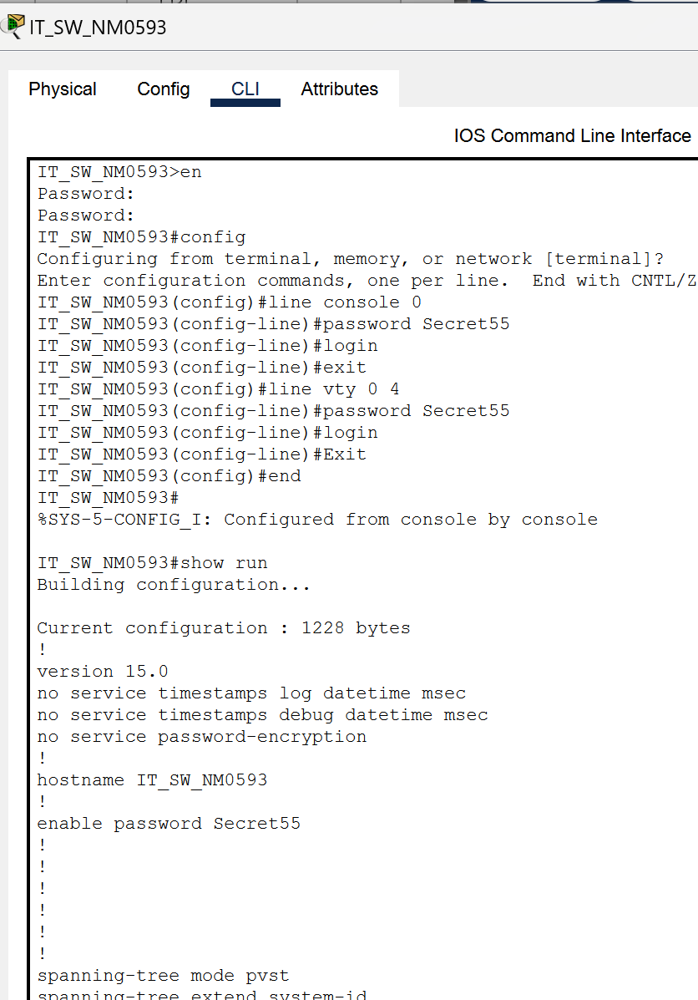 IT_SW_NM0593
Physical Config CLI Attributes
IOS Command Line Interface
IT_SW_NM0593>en
Password:
Password:
IT_SW_NM0593#config
Configuring from terminal, memory, or network [terminal]?
Enter configuration commands, one per line.  End with CNTL/Z
IT_SW_NM0593(config)#line console 0
IT_SW_NM0593(config-line)#password Secret55
IT_SW_NM0593(config-line)#login
IT_SW_NM0593(config-line)#exit
IT_SW_NM0593(config)#line vty 0 4
IT_SW_NM0593(config-line)#password Secret55
IT_SW_NM0593(config-line)#login
IT_SW_NM0593(config-line)#Exit
IT_SW_NM0593(config)#end
IT_SW_NM0593#
%SYS-5-CONFIG_I: Configured from console by console
IT_SW_NM0593#show run
Building configuration...
Current configuration : 1228 bytes
!
version 15.0
no service timestamps log datetime msec
no service timestamps debug datetime msec
no service password-encryption
!
hostname IT_SW_NM0593
!
enable password Secret55
!
!
!
!
!
!
spanning-tree mode pvst
spanning-tree extend system-id